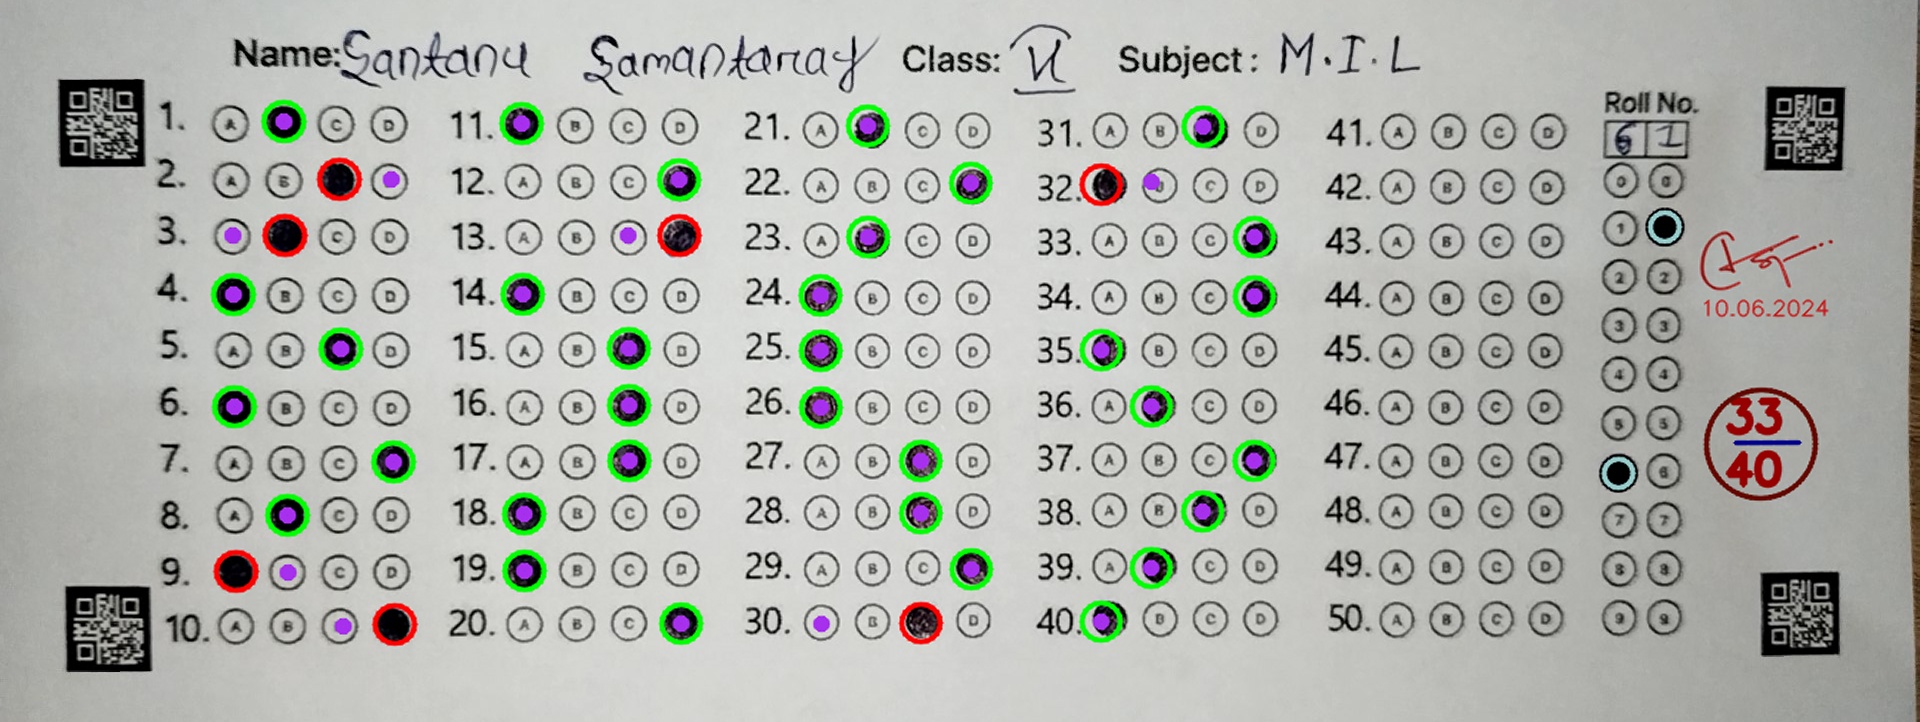 Name: Santanu Samantaray Class: VI Subject: M.I.L
Roll No.
6 1
1. A C D 11. B C D 21. A C D 31. A B D 41. A B C D
2. A B D 12. A B C 22. A B C 32. C D 42. A B C D
3. C D 13. A B 23. A C D 33. A B C 43. A B C D
4. B C D 14. B C D 24. B C D 34. A B C 44. A B C D
5. A B D 15. A B D 25. B C D 35. B C D 45. A B C D
6. B C D 16. A B D 26. B C D 36. A C D 46. A B C D
7. A B C 17. A B D 27. A B D 37. A B C 47. A B C D
8. A C D 18. B C D 28. A B D 38. A B D 48. A B C D
9. C D 19. B C D 29. A B C 39. A C D 49. A B C D
10. A B 20. A B C 30. B D 40. B C D 50. A B C D
0 0
1
2 2
3 3
4 4
5 5
6
7 7
8 8
9 9
10.06.2024
33
40